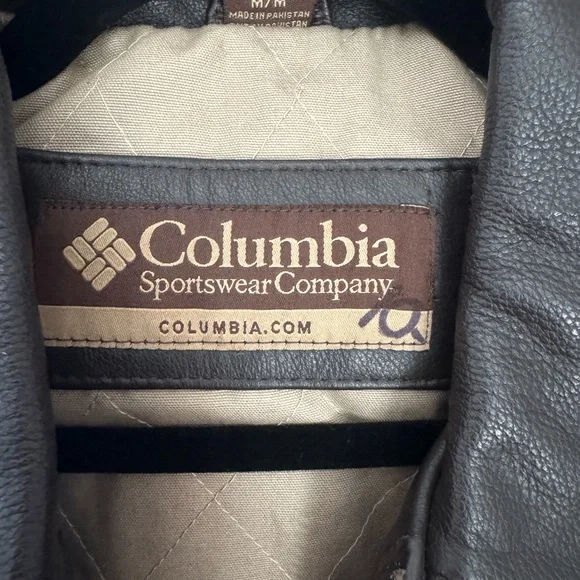 M/M
MADE IN PAKISTAN
Columbia
Sportswear Company
COLUMBIA.COM